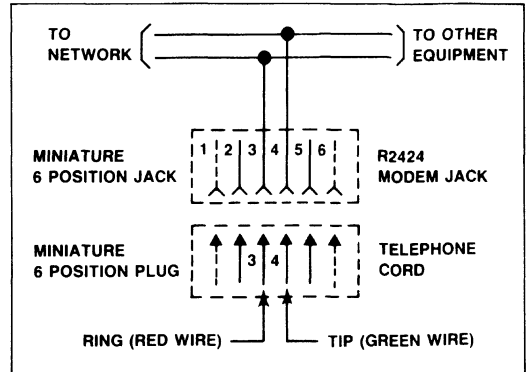 TO
NETWORK
TO OTHER
EQUIPMENT
MINIATURE
6 POSITION JACK
1 2 3 4 5 6
R2424
MODEM JACK
MINIATURE
6 POSITION PLUG
3 4
TELEPHONE
CORD
RING (RED WIRE)
TIP (GREEN WIRE)